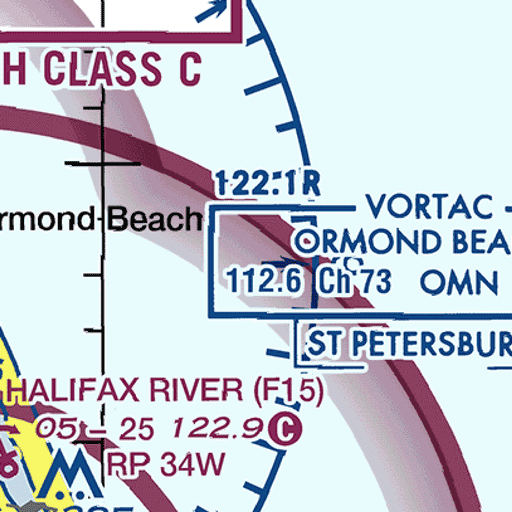 H CLASS C
122.1R
VORTAC
rmond Beach
ORMOND BEA
112.6 Ch 73 OMN
ST PETERSBUR
HALIFAX RIVER (F15)
05 – 25 122.9 C
RP 34W